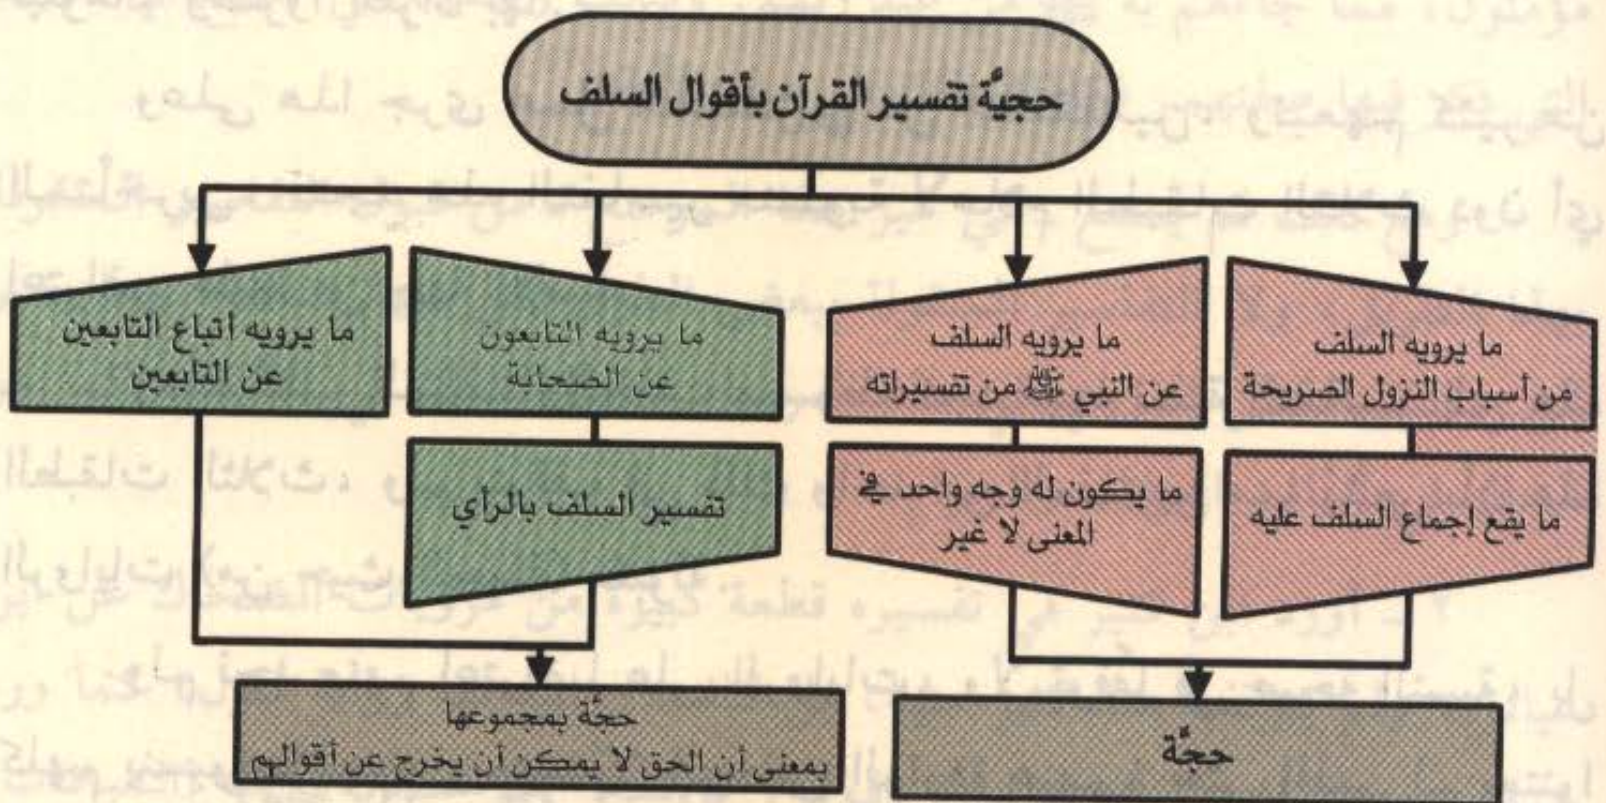 حجيَّة تفسير القرآن بأقوال السلف
ما يرويه السلف
من أسباب النزول الصريحة
ما يرويه السلف
عن النبي ﷺ من تفسيراته
ما يرويه التابعون
عن الصحابة
ما يرويه أتباع التابعين
عن التابعين
ما يقع إجماع السلف عليه
ما يكون له وجه واحد في
المعنى لا غير
تفسير السلف بالرأي
حجَّة
حجَّة بمجموعها
بمعنى أن الحق لا يمكن أن يخرج عن أقوالهم